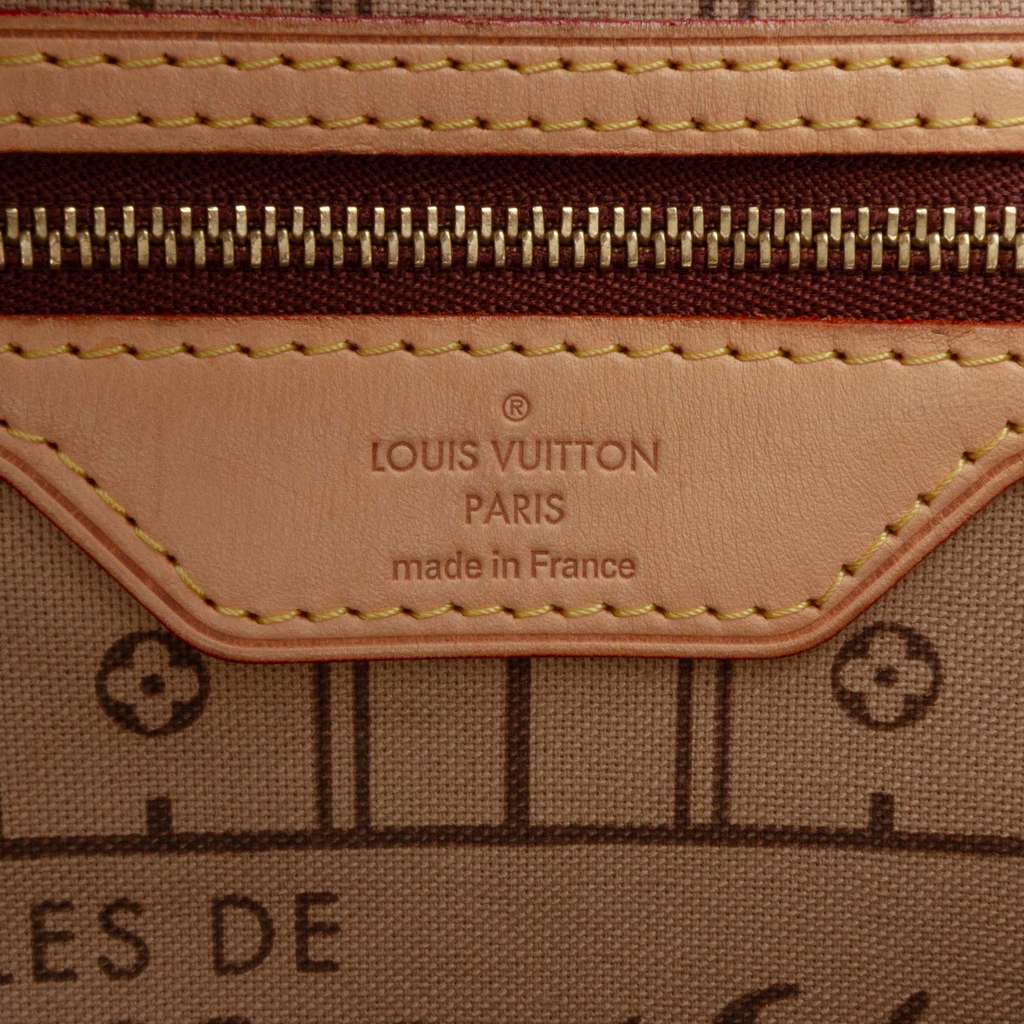 ®
LOUIS VUITTON
PARIS
made in France
LES DE